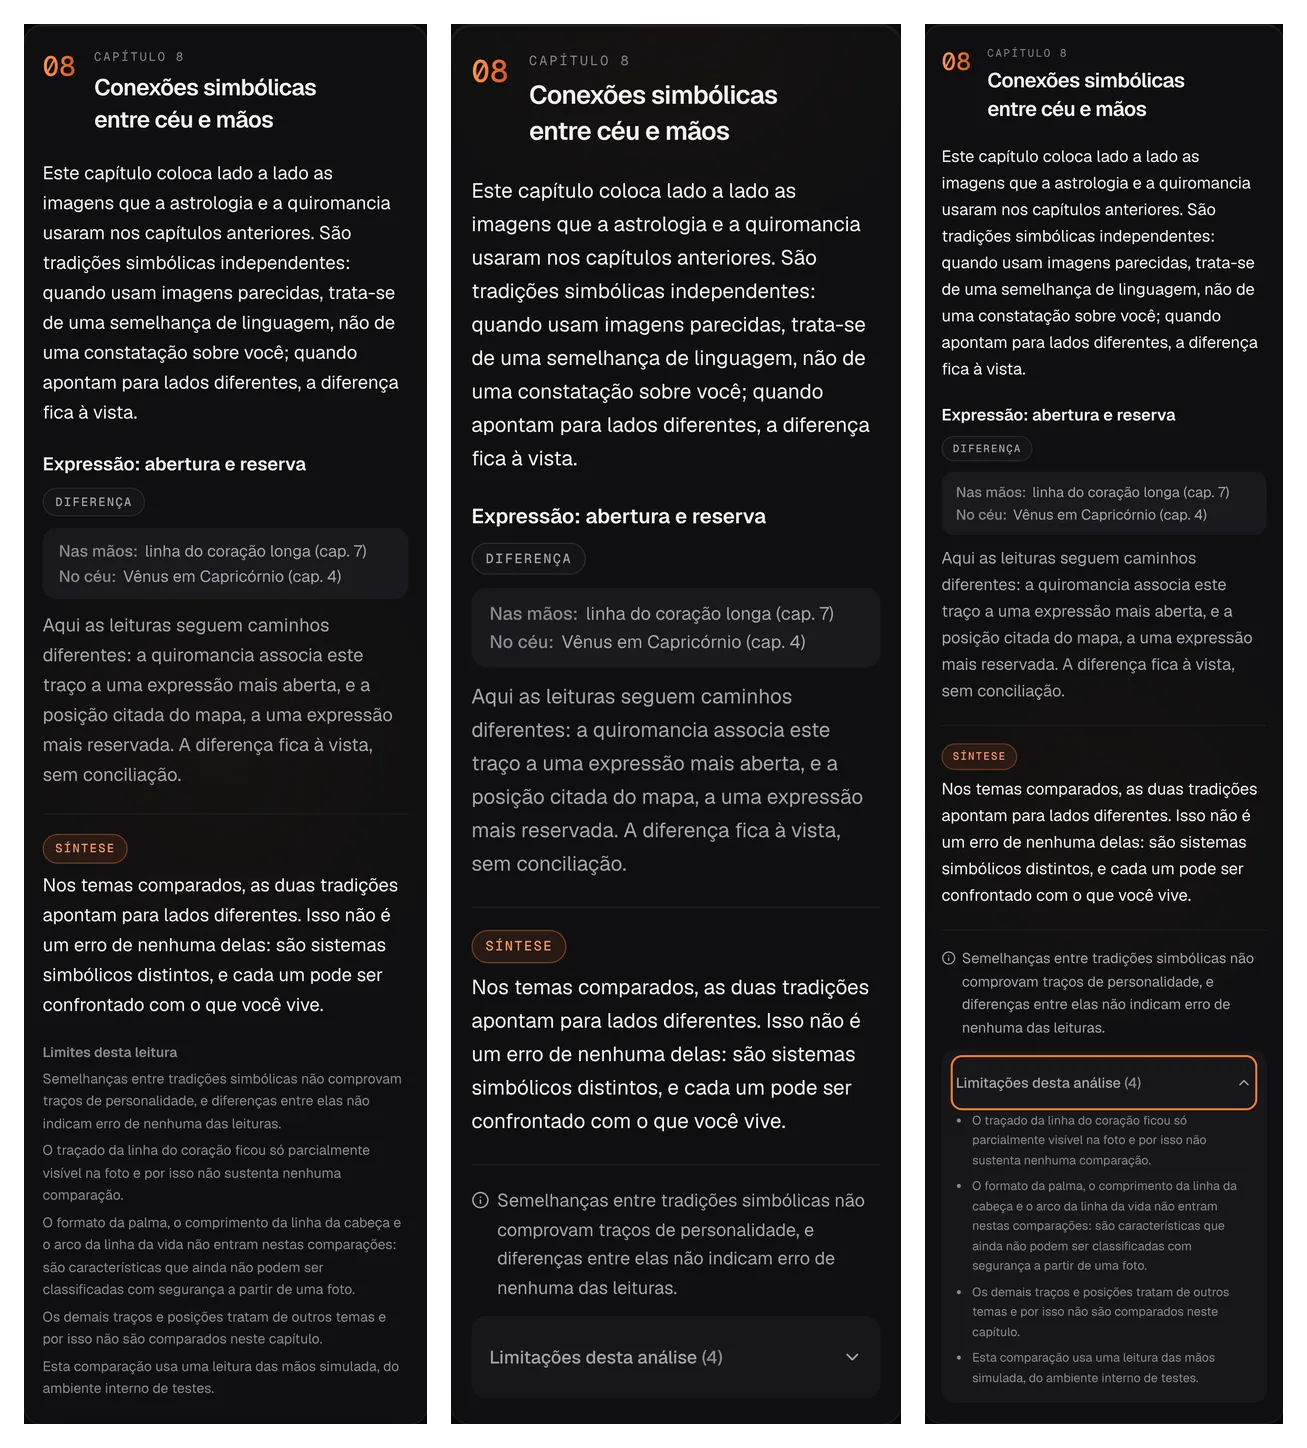 08
CAPÍTULO 8
Conexões simbólicas
entre céu e mãos
Este capítulo coloca lado a lado as
imagens que a astrologia e a quiromancia
usaram nos capítulos anteriores. São
tradições simbólicas independentes:
quando usam imagens parecidas, trata-se
de uma semelhança de linguagem, não de
uma constatação sobre você; quando
apontam para lados diferentes, a diferença
fica à vista.
Expressão: abertura e reserva
DIFERENÇA
Nas mãos: linha do coração longa (cap. 7)
No céu: Vênus em Capricórnio (cap. 4)
Aqui as leituras seguem caminhos
diferentes: a quiromancia associa este
traço a uma expressão mais aberta, e a
posição citada do mapa, a uma expressão
mais reservada. A diferença fica à vista,
sem conciliação.
SÍNTESE
Nos temas comparados, as duas tradições
apontam para lados diferentes. Isso não é
um erro de nenhuma delas: são sistemas
simbólicos distintos, e cada um pode ser
confrontado com o que você vive.
Limites desta leitura
Semelhanças entre tradições simbólicas não comprovam
traços de personalidade, e diferenças entre elas não
indicam erro de nenhuma das leituras.
O traçado da linha do coração ficou só parcialmente
visível na foto e por isso não sustenta nenhuma
comparação.
O formato da palma, o comprimento da linha da cabeça e
o arco da linha da vida não entram nestas comparações:
são características que ainda não podem ser
classificadas com segurança a partir de uma foto.
Os demais traços e posições tratam de outros temas e
por isso não são comparados neste capítulo.
Esta comparação usa uma leitura das mãos simulada, do
ambiente interno de testes.
08
CAPÍTULO 8
Conexões simbólicas
entre céu e mãos
Este capítulo coloca lado a lado as
imagens que a astrologia e a quiromancia
usaram nos capítulos anteriores. São
tradições simbólicas independentes:
quando usam imagens parecidas, trata-se
de uma semelhança de linguagem, não de
uma constatação sobre você; quando
apontam para lados diferentes, a diferença
fica à vista.
Expressão: abertura e reserva
DIFERENÇA
Nas mãos: linha do coração longa (cap. 7)
No céu: Vênus em Capricórnio (cap. 4)
Aqui as leituras seguem caminhos
diferentes: a quiromancia associa este
traço a uma expressão mais aberta, e a
posição citada do mapa, a uma expressão
mais reservada. A diferença fica à vista,
sem conciliação.
SÍNTESE
Nos temas comparados, as duas tradições
apontam para lados diferentes. Isso não é
um erro de nenhuma delas: são sistemas
simbólicos distintos, e cada um pode ser
confrontado com o que você vive.
Semelhanças entre tradições simbólicas não
comprovam traços de personalidade, e
diferenças entre elas não indicam erro de
nenhuma das leituras.
Limitações desta análise (4)
08
CAPÍTULO 8
Conexões simbólicas
entre céu e mãos
Este capítulo coloca lado a lado as
imagens que a astrologia e a quiromancia
usaram nos capítulos anteriores. São
tradições simbólicas independentes:
quando usam imagens parecidas, trata-se
de uma semelhança de linguagem, não de
uma constatação sobre você; quando
apontam para lados diferentes, a diferença
fica à vista.
Expressão: abertura e reserva
DIFERENÇA
Nas mãos: linha do coração longa (cap. 7)
No céu: Vênus em Capricórnio (cap. 4)
Aqui as leituras seguem caminhos
diferentes: a quiromancia associa este
traço a uma expressão mais aberta, e a
posição citada do mapa, a uma expressão
mais reservada. A diferença fica à vista,
sem conciliação.
SÍNTESE
Nos temas comparados, as duas tradições
apontam para lados diferentes. Isso não é
um erro de nenhuma delas: são sistemas
simbólicos distintos, e cada um pode ser
confrontado com o que você vive.
Semelhanças entre tradições simbólicas não
comprovam traços de personalidade, e
diferenças entre elas não indicam erro de
nenhuma das leituras.
Limitações desta análise (4)
• O traçado da linha do coração ficou só
parcialmente visível na foto e por isso não
sustenta nenhuma comparação.
• O formato da palma, o comprimento da linha da
cabeça e o arco da linha da vida não entram
nestas comparações: são características que
ainda não podem ser classificadas com
segurança a partir de uma foto.
• Os demais traços e posições tratam de outros
temas e por isso não são comparados neste
capítulo.
• Esta comparação usa uma leitura das mãos
simulada, do ambiente interno de testes.